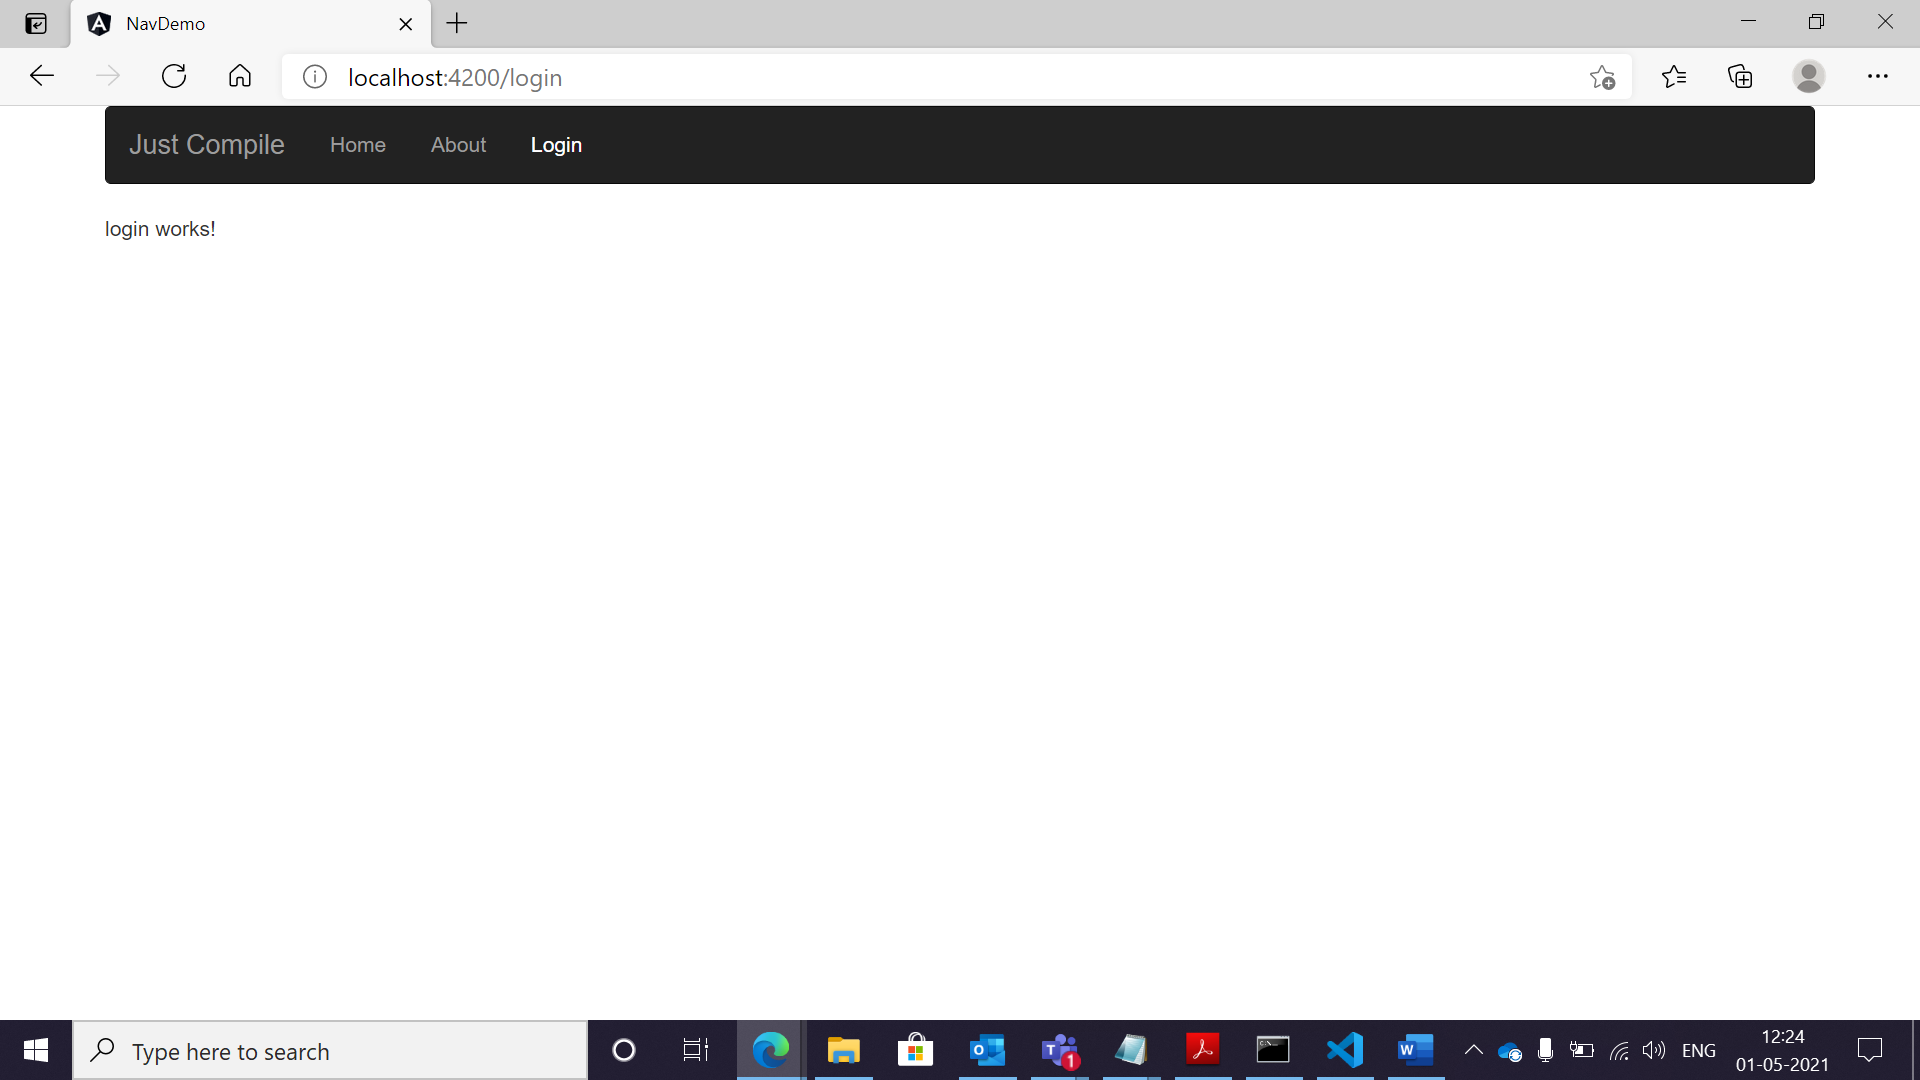 NavDemo
localhost:4200/login
Just Compile Home About Login
login works!
Type here to search
1
ENG
12:24
01-05-2021